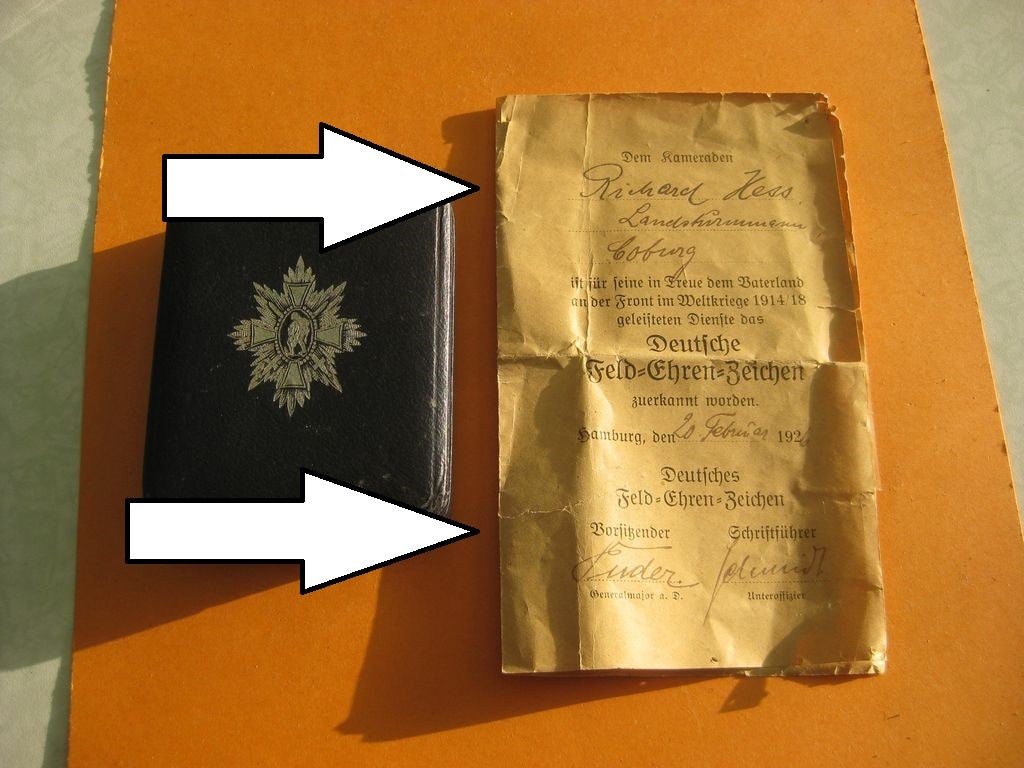 Dem Kameraden
Richard Hess
Landsturmmann
Coburg
ist für seine in Treue dem Vaterland
an der Front im Weltkriege 1914/18
geleisteten Dienste das
Deutsche
Feld-Ehren-Zeichen
zuerkannt worden.
Hamburg, den 20 Februar 1926
Deutsches
Feld-Ehren-Zeichen
Vorsitzender Schriftführer
Schmidt
Generalmajor a. D. Unteroffizier